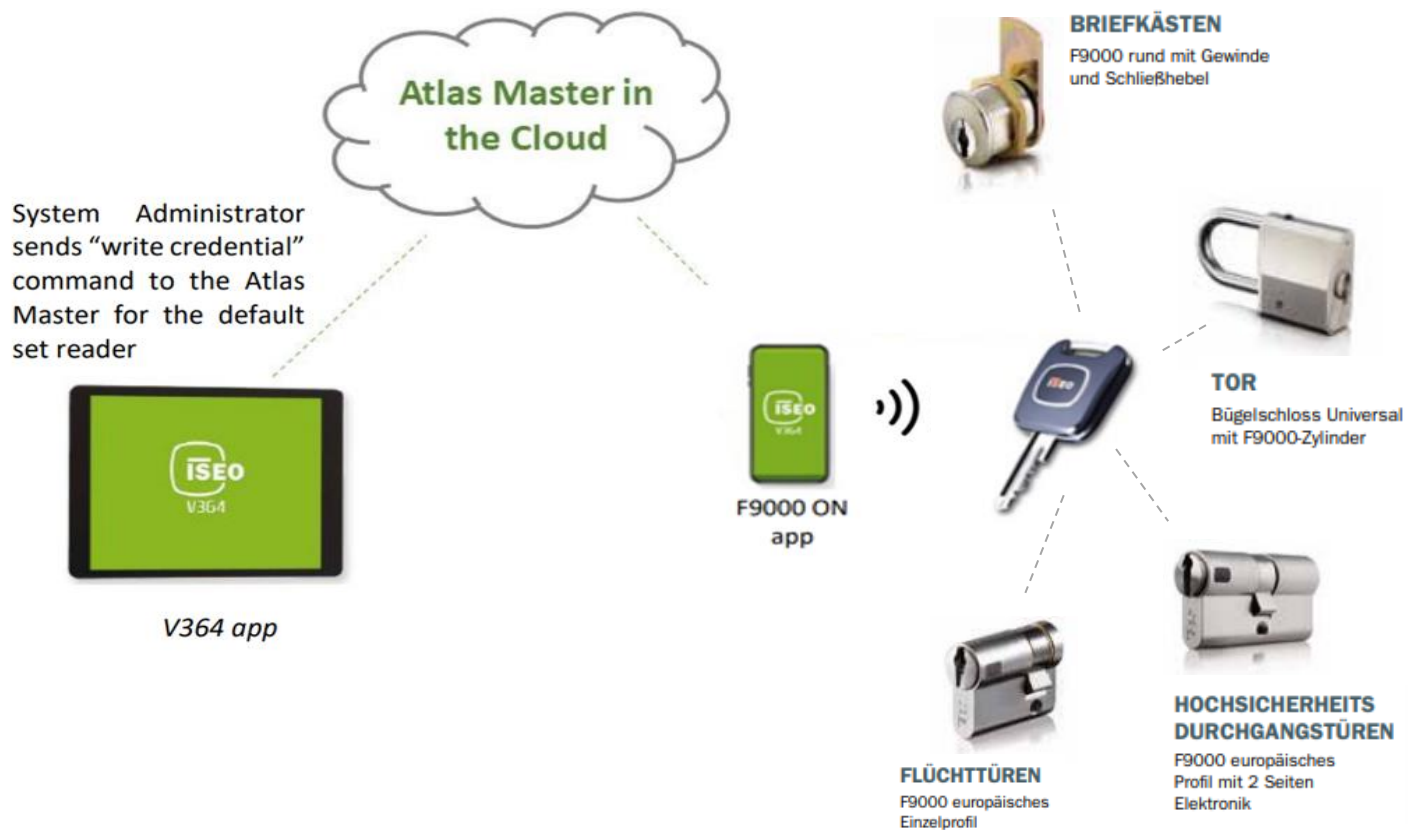 Atlas Master in
the Cloud
System Administrator
sends “write credential”
command to the Atlas
Master for the default
set reader
ISEO
V364
V364 app
ISEO
V364
F9000 ON
app
ISEO
BRIEFKÄSTEN
F9000 rund mit Gewinde
und Schließhebel
TOR
Bügelschloss Universal
mit F9000-Zylinder
HOCHSICHERHEITS
DURCHGANGSTÜREN
F9000 europäisches
Profil mit 2 Seiten
Elektronik
FLÜCHTTÜREN
F9000 europäisches
Einzelprofil